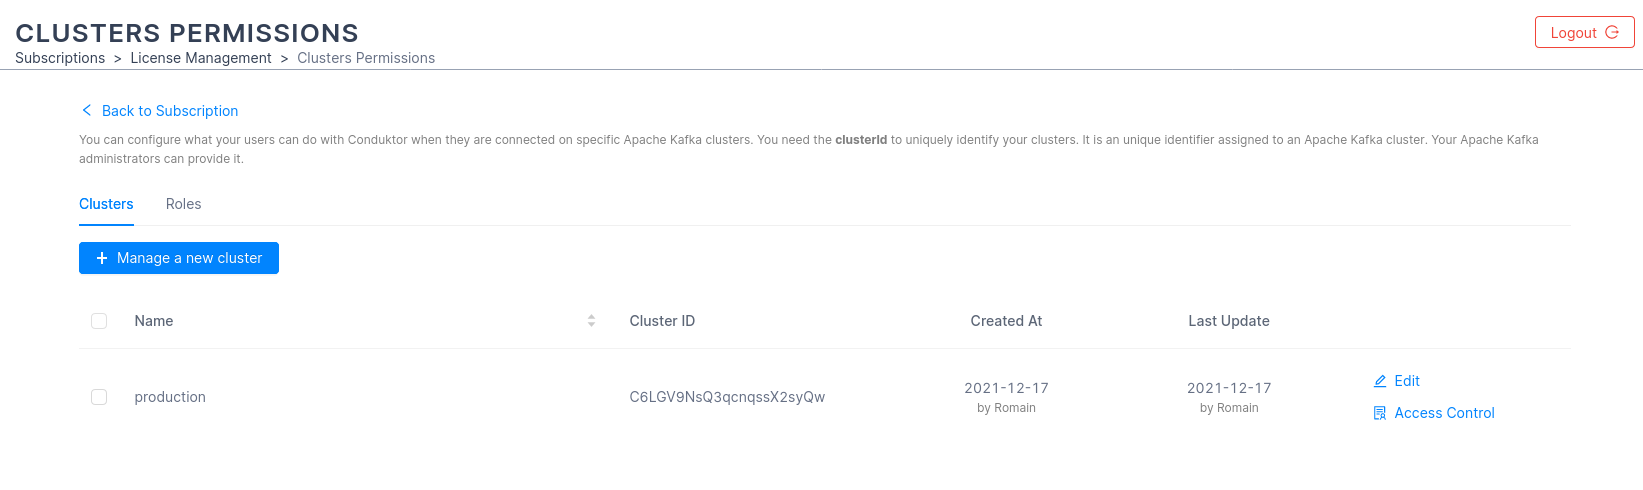 CLUSTERS PERMISSIONS
Logout
Subscriptions > License Management > Clusters Permissions
Back to Subscription
You can configure what your users can do with Conduktor when they are connected on specific Apache Kafka clusters. You need the clusterId to uniquely identify your clusters. It is an unique identifier assigned to an Apache Kafka cluster. Your Apache Kafka
administrators can provide it.
Clusters Roles
+ Manage a new cluster
Name Cluster ID Created At Last Update
production C6LGV9NsQ3qcnqssX2syQw 2021-12-17 2021-12-17 Edit
by Romain by Romain Access Control